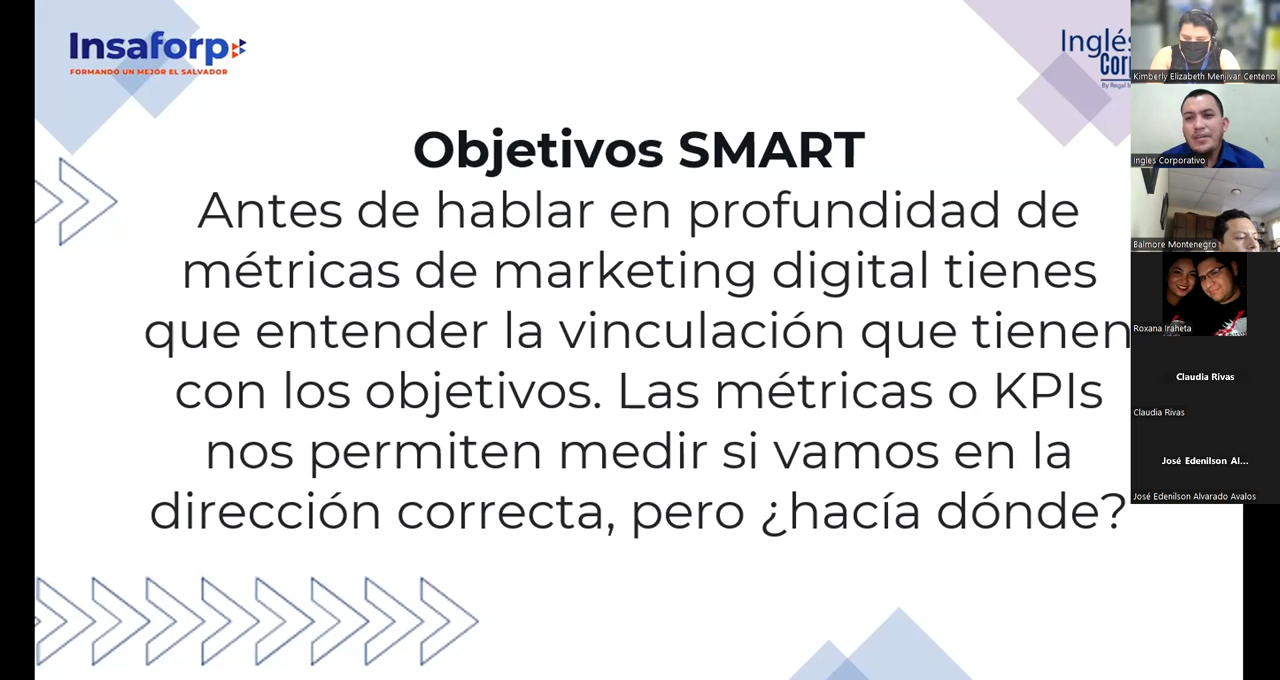 Insaforp
FORMANDO UN MEJOR EL SALVADOR
Inglés
Corp
Objetivos SMART
Antes de hablar en profundidad de
métricas de marketing digital tienes
que entender la vinculación que tienen
con los objetivos. Las métricas o KPIs
nos permiten medir si vamos en la
dirección correcta, pero ¿hacía dónde?
Kimberly Elizabeth Menjivar Centeno
Ingles Corporativo
Balmore Montenegro
Roxana Iraheta
Claudia Rivas
Claudia Rivas
José Edenilson Al...
José Edenilson Alvarado Avalos